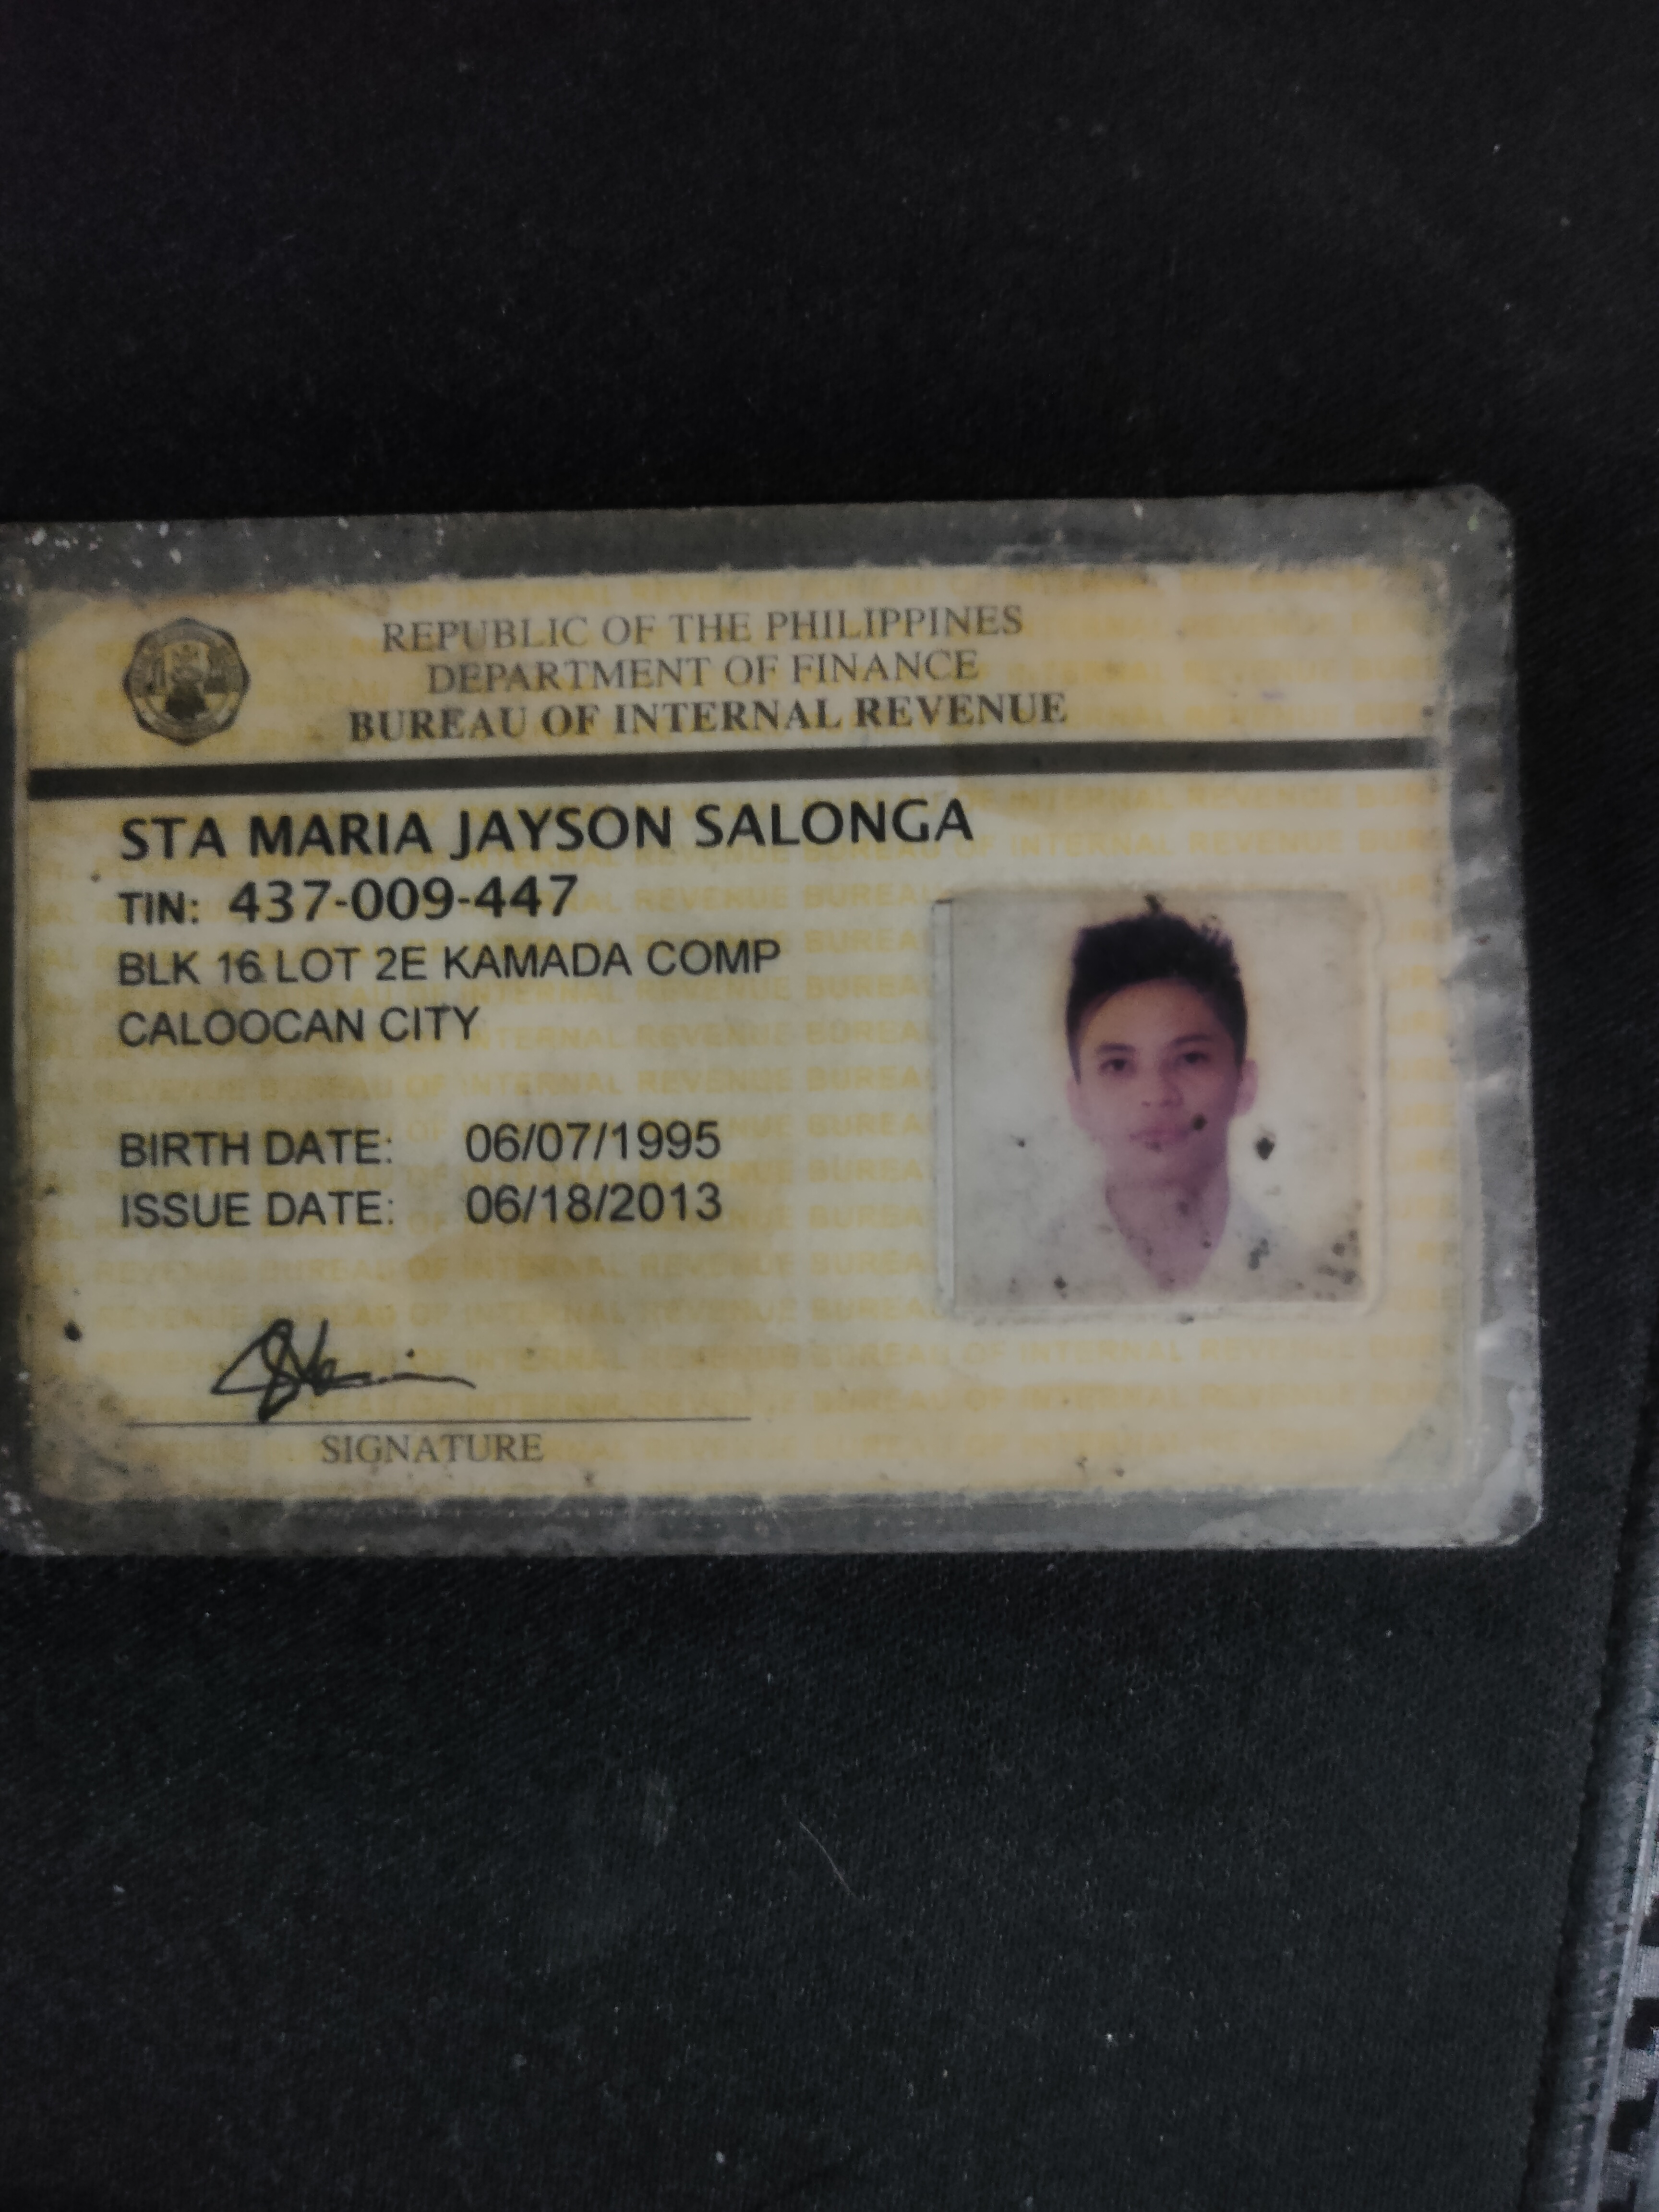 REPUBLIC OF THE PHILIPPINES
DEPARTMENT OF FINANCE
BUREAU OF INTERNAL REVENUE
STA MARIA JAYSON SALONGA
TIN: 437-009-447
BLK 16 LOT 2E KAMADA COMP
CALOOCAN CITY
BIRTH DATE: 06/07/1995
ISSUE DATE: 06/18/2013
SIGNATURE